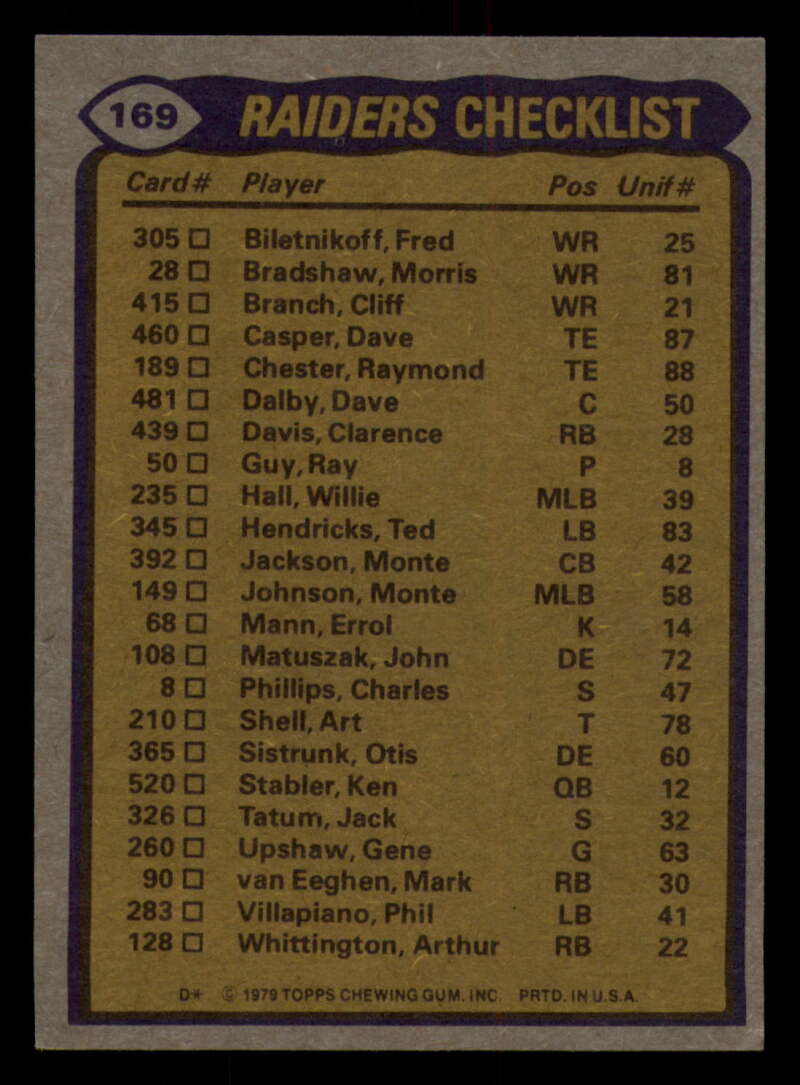 169 RAIDERS CHECKLIST
Card# Player Pos Unif#
305 □ Biletnikoff, Fred WR 25
28 □ Bradshaw, Morris WR 81
415 □ Branch, Cliff WR 21
460 □ Casper, Dave TE 87
189 □ Chester, Raymond TE 88
481 □ Dalby, Dave C 50
439 □ Davis, Clarence RB 28
50 □ Guy, Ray P 8
235 □ Hall, Willie MLB 39
345 □ Hendricks, Ted LB 83
392 □ Jackson, Monte CB 42
149 □ Johnson, Monte MLB 58
68 □ Mann, Errol K 14
108 □ Matuszak, John DE 72
8 □ Phillips, Charles S 47
210 □ Shell, Art T 78
365 □ Sistrunk, Otis DE 60
520 □ Stabler, Ken QB 12
326 □ Tatum, Jack S 32
260 □ Upshaw, Gene G 63
90 □ van Eeghen, Mark RB 30
283 □ Villapiano, Phil LB 41
128 □ Whittington, Arthur RB 22
D* © 1979 TOPPS CHEWING GUM. INC. PRTD. IN U.S.A.